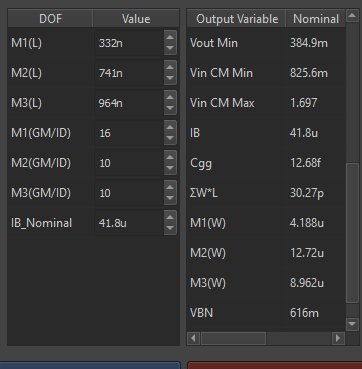 DOF Value
M1(L) 332n
M2(L) 741n
M3(L) 964n
M1(GM/ID) 16
M2(GM/ID) 10
M3(GM/ID) 10
IB_Nominal 41.8u
Output Variable Nominal
Vout Min 384.9m
Vin CM Min 825.6m
Vin CM Max 1.697
IB 41.8u
Cgg 12.68f
ΣW*L 30.27p
M1(W) 4.188u
M2(W) 12.72u
M3(W) 8.962u
VBN 616m